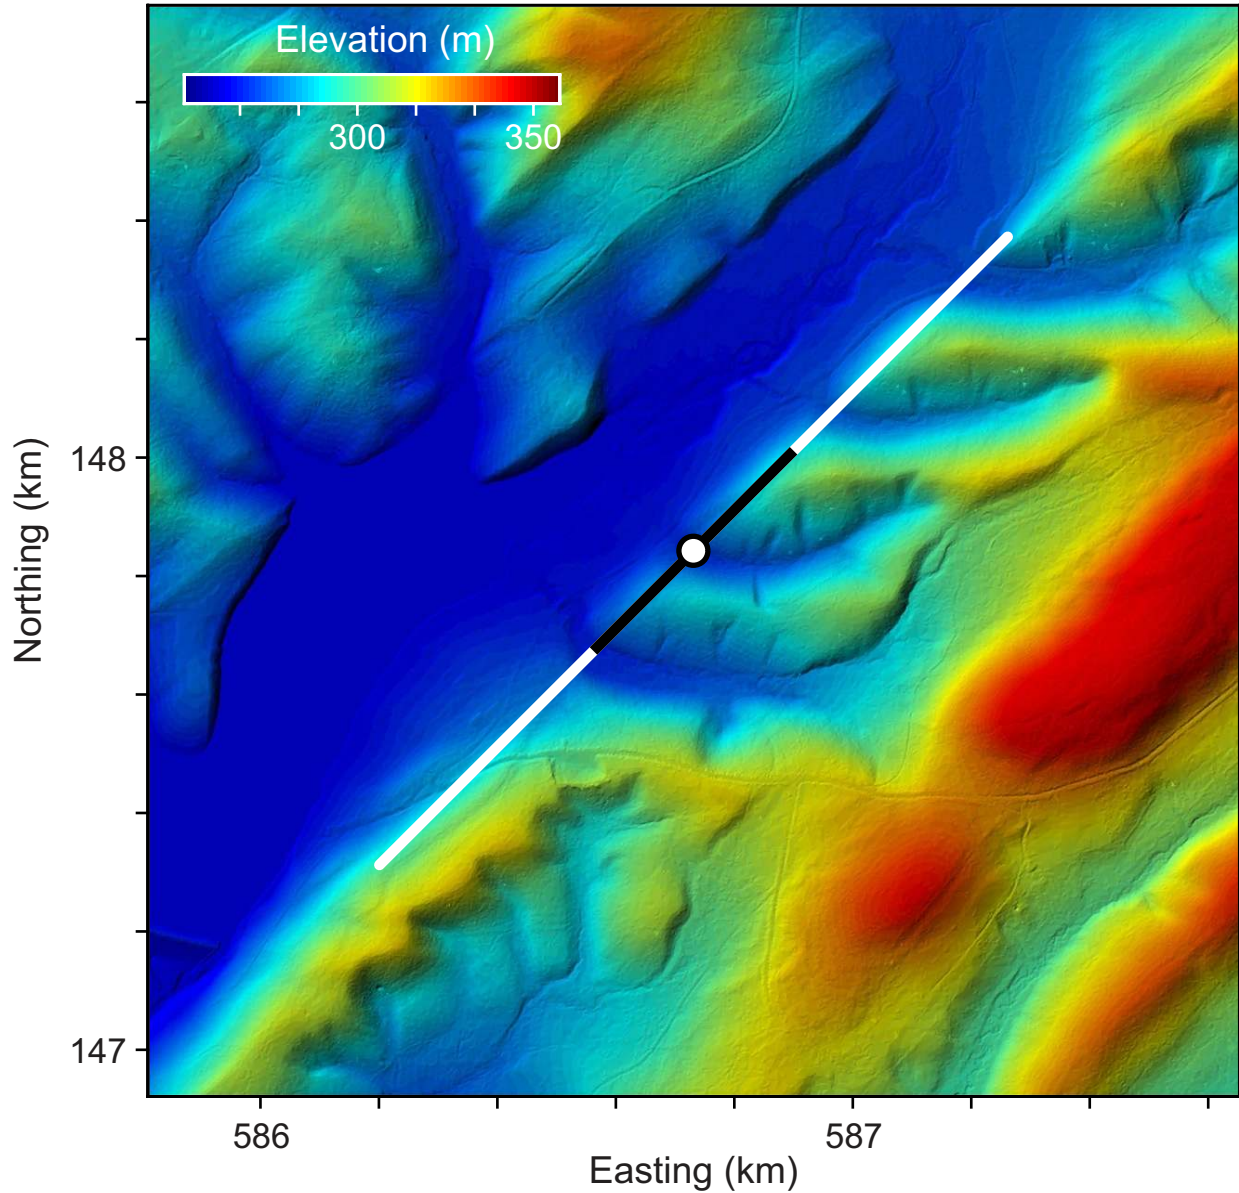 Elevation (m)
300 350
Northing (km)
148
147
586 587
Easting (km)